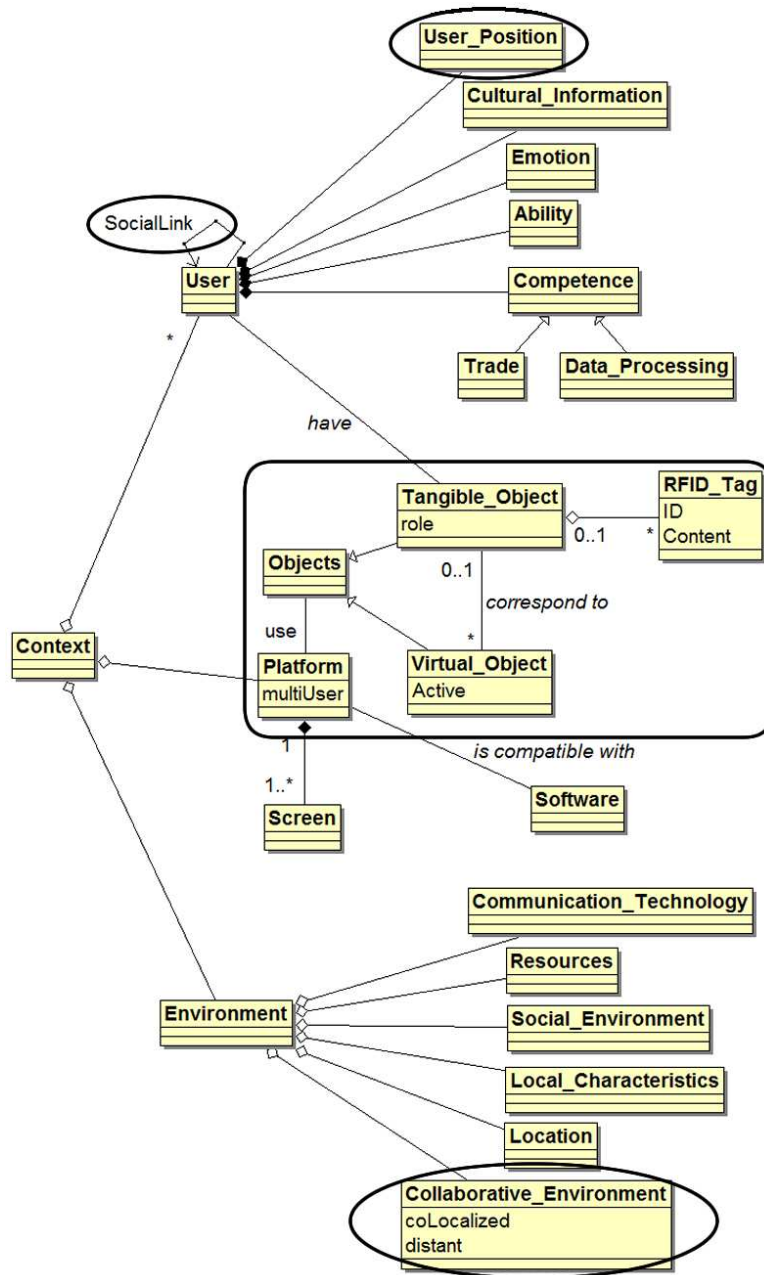 User_Position
Cultural_Information
Emotion
Ability
SocialLink
User
Competence
*
Trade
Data_Processing
have
Tangible_Object
role
RFID_Tag
ID
Content
0..1
*
Objects
0..1
correspond to
use
*
Context
Platform
multiUser
Virtual_Object
Active
1
is compatible with
1..*
Screen
Software
Communication_Technology
Resources
Environment
Social_Environment
Local_Characteristics
Location
Collaborative_Environment
coLocalized
distant